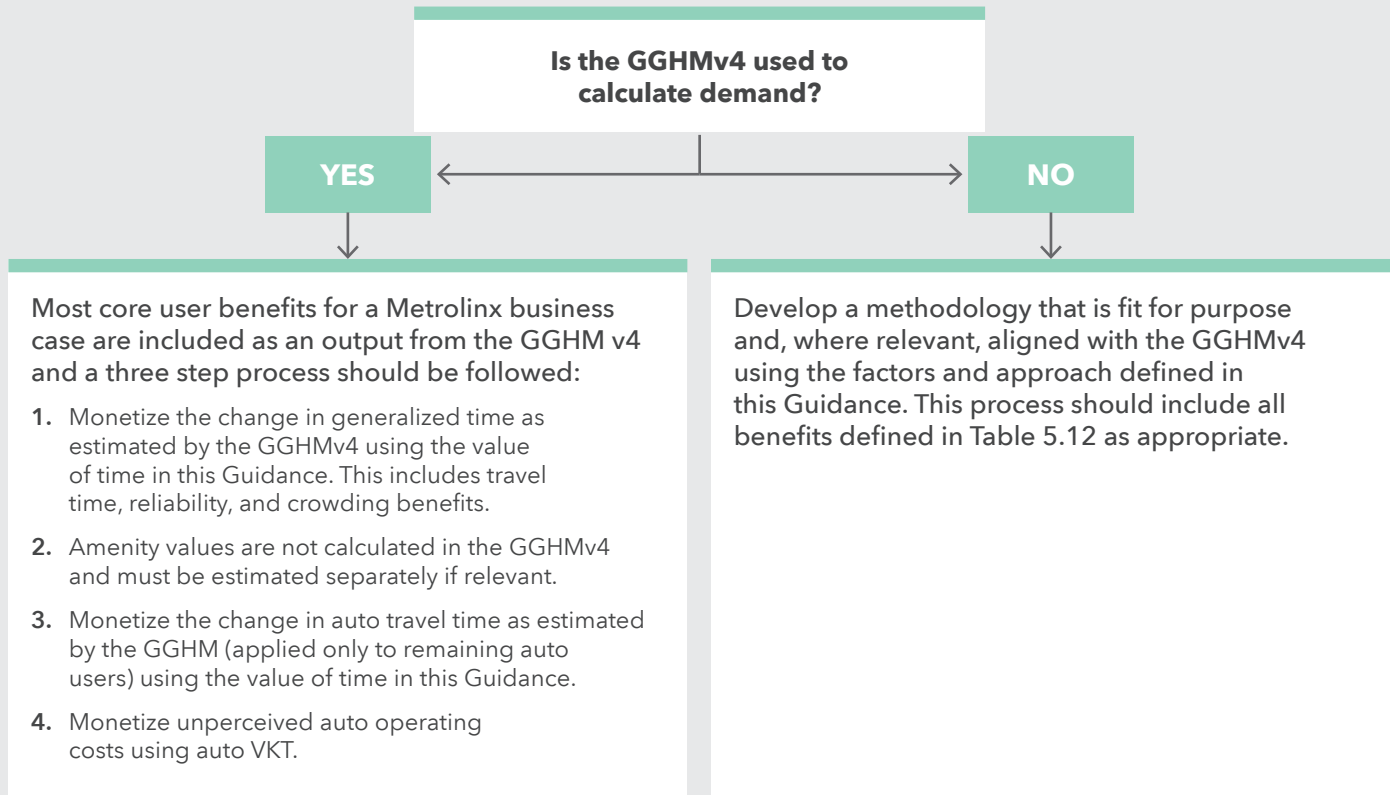 Is the GGHMv4 used to
calculate demand?
YES
NO
Most core user benefits for a Metrolinx business
case are included as an output from the GGHM v4
and a three step process should be followed:
1. Monetize the change in generalized time as
estimated by the GGHMv4 using the value
of time in this Guidance. This includes travel
time, reliability, and crowding benefits.
2. Amenity values are not calculated in the GGHMv4
and must be estimated separately if relevant.
3. Monetize the change in auto travel time as estimated
by the GGHM (applied only to remaining auto
users) using the value of time in this Guidance.
4. Monetize unperceived auto operating
costs using auto VKT.
Develop a methodology that is fit for purpose
and, where relevant, aligned with the GGHMv4
using the factors and approach defined in
this Guidance. This process should include all
benefits defined in Table 5.12 as appropriate.